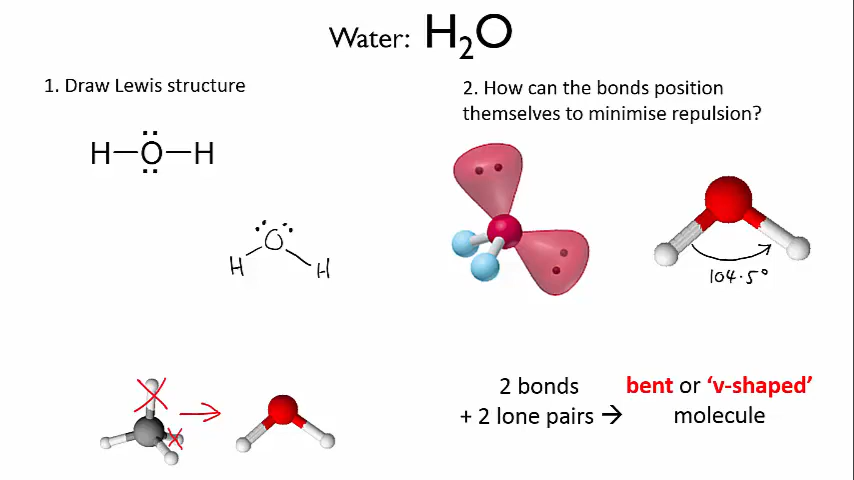 Water: H₂O
1. Draw Lewis structure
H—O—H
O
H H
2. How can the bonds position
themselves to minimise repulsion?
104.5°
2 bonds
+ 2 lone pairs →
bent or ‘v-shaped’
molecule